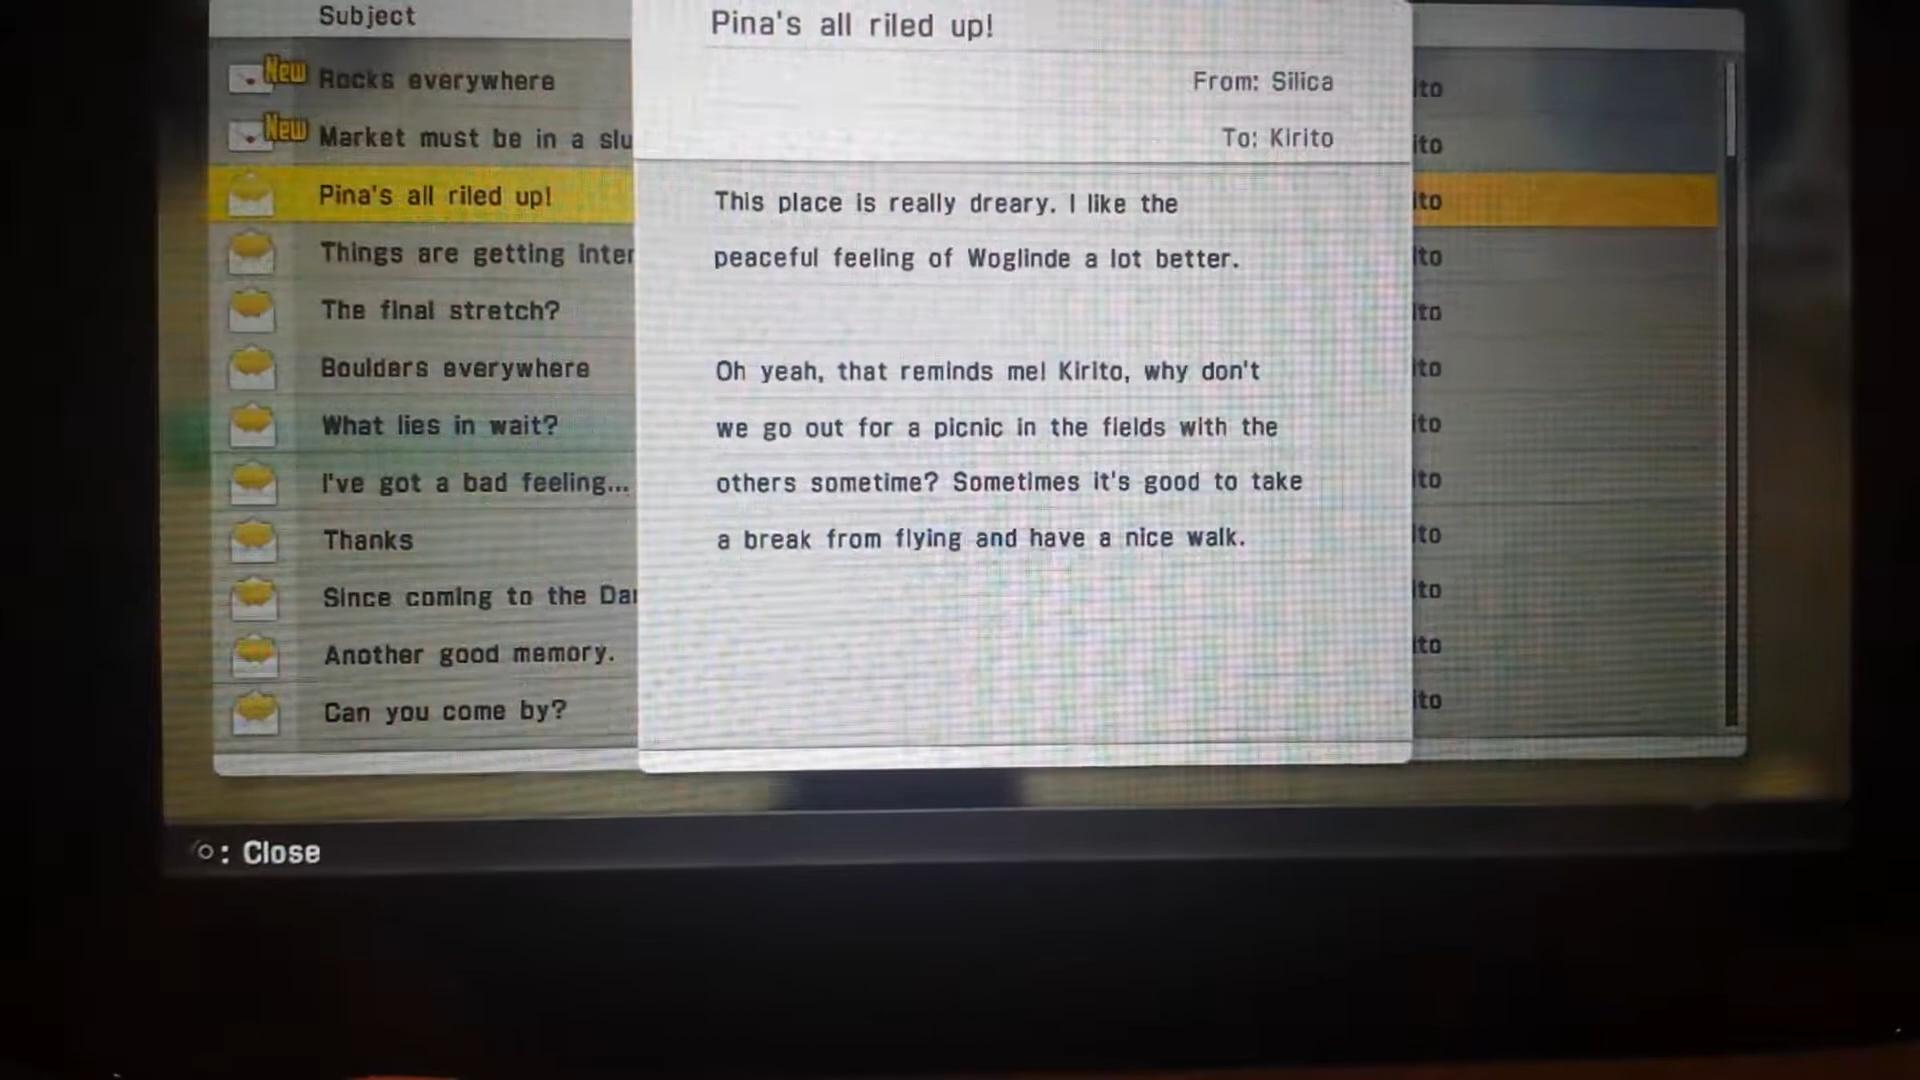 Subject
New Rocks everywhere
New Market must be in a slu
Pina's all riled up!
Things are getting inter
The final stretch?
Boulders everywhere
What lies in wait?
I've got a bad feeling...
Thanks
Since coming to the Dar
Another good memory.
Can you come by?
Pina's all riled up!
From: Silica
To: Kirito
This place is really dreary. I like the
peaceful feeling of Woglinde a lot better.
Oh yeah, that reminds me! Kirito, why don't
we go out for a picnic in the fields with the
others sometime? Sometimes it's good to take
a break from flying and have a nice walk.
ito
ito
ito
ito
ito
ito
ito
ito
ito
ito
ito
ito
: Close